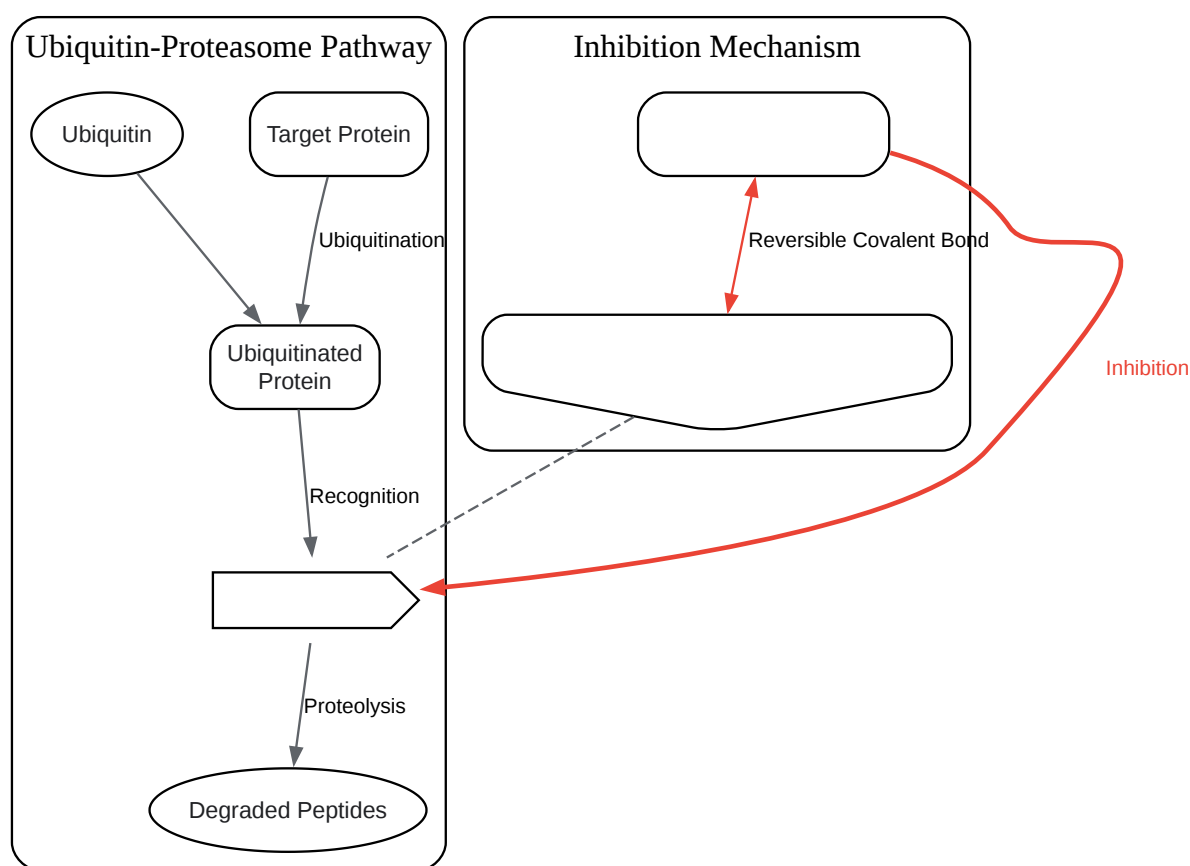 Ubiquitin-Proteasome Pathway
Inhibition Mechanism
Ubiquitin
Target Protein
Ubiquitination
Reversible Covalent Bond
Ubiquitinated
Protein
Inhibition
Recognition
Proteolysis
Degraded Peptides